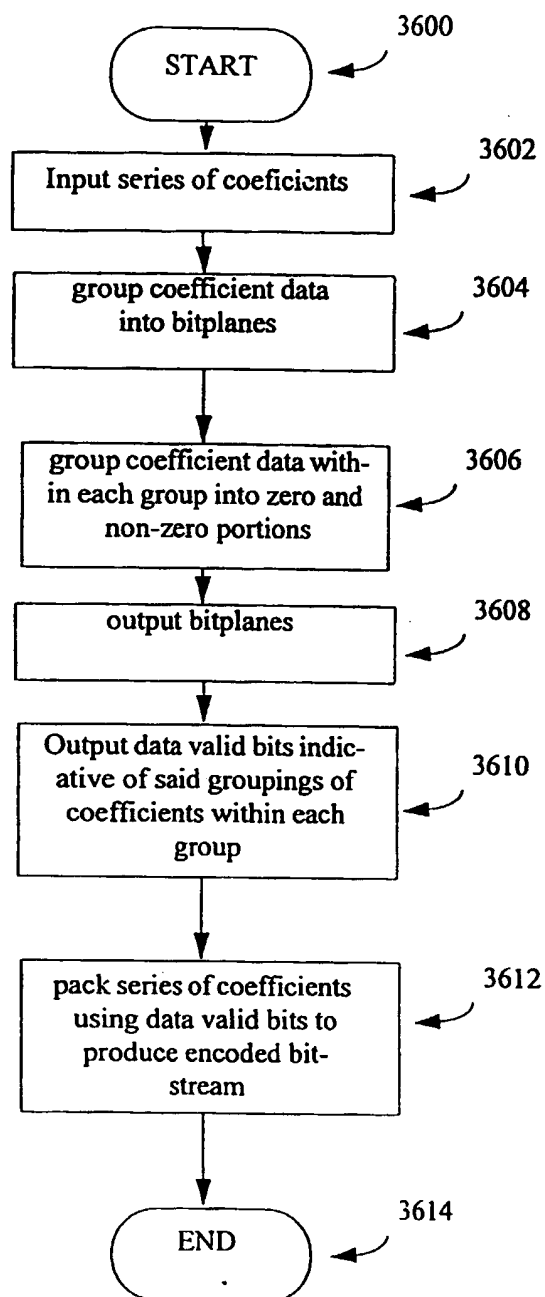 START
3600
Input series of coeficients
3602
group coefficient data
into bitplanes
3604
group coefficient data with-
in each group into zero and
non-zero portions
3606
output bitplanes
3608
Output data valid bits indic-
ative of said groupings of
coefficients within each
group
3610
pack series of coefficients
using data valid bits to
produce encoded bit-
stream
3612
END
3614